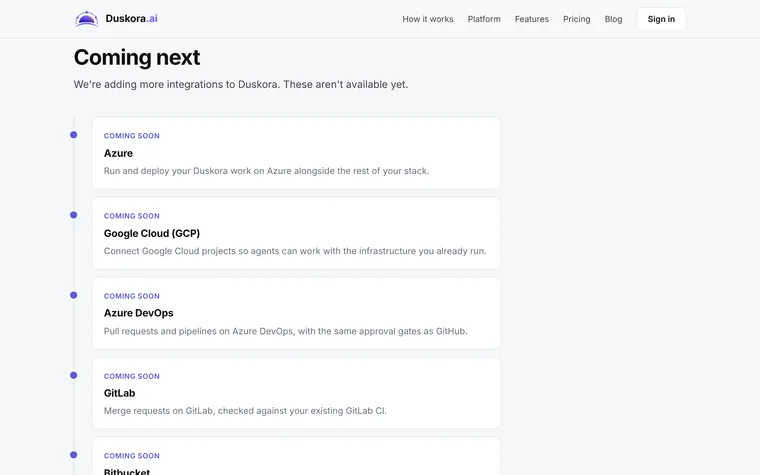 Duskora.ai
How it works Platform Features Pricing Blog Sign in
Coming next
We're adding more integrations to Duskora. These aren't available yet.
COMING SOON
Azure
Run and deploy your Duskora work on Azure alongside the rest of your stack.
COMING SOON
Google Cloud (GCP)
Connect Google Cloud projects so agents can work with the infrastructure you already run.
COMING SOON
Azure DevOps
Pull requests and pipelines on Azure DevOps, with the same approval gates as GitHub.
COMING SOON
GitLab
Merge requests on GitLab, checked against your existing GitLab CI.
COMING SOON
Bitbucket